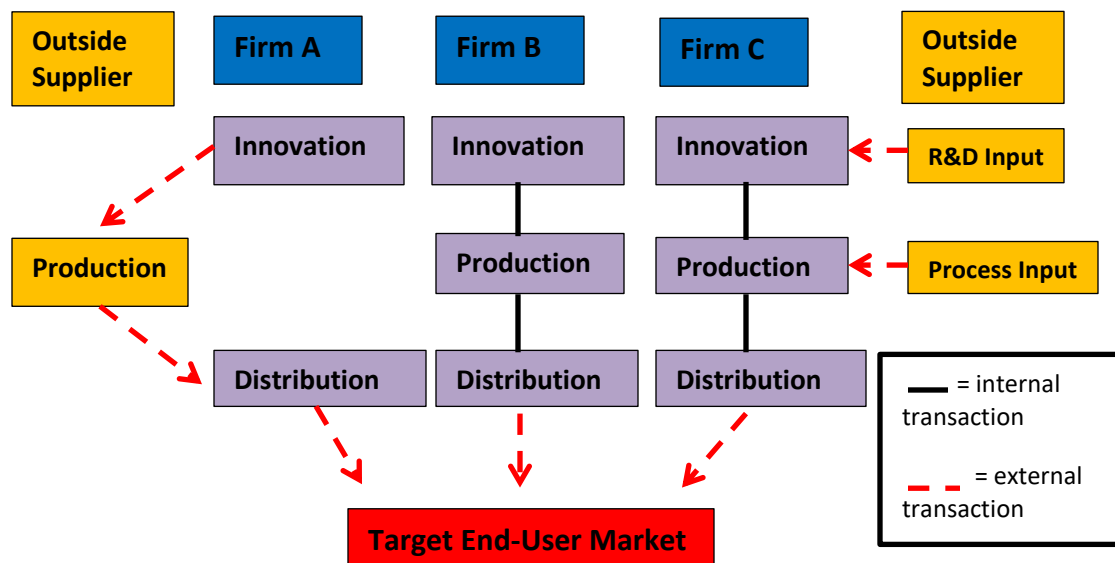 Outside
Supplier
Firm A
Firm B
Firm C
Outside
Supplier
Innovation
Innovation
Innovation
R&D Input
Production
Production
Production
Process Input
Distribution
Distribution
Distribution
= internal
transaction
= external
transaction
Target End-User Market